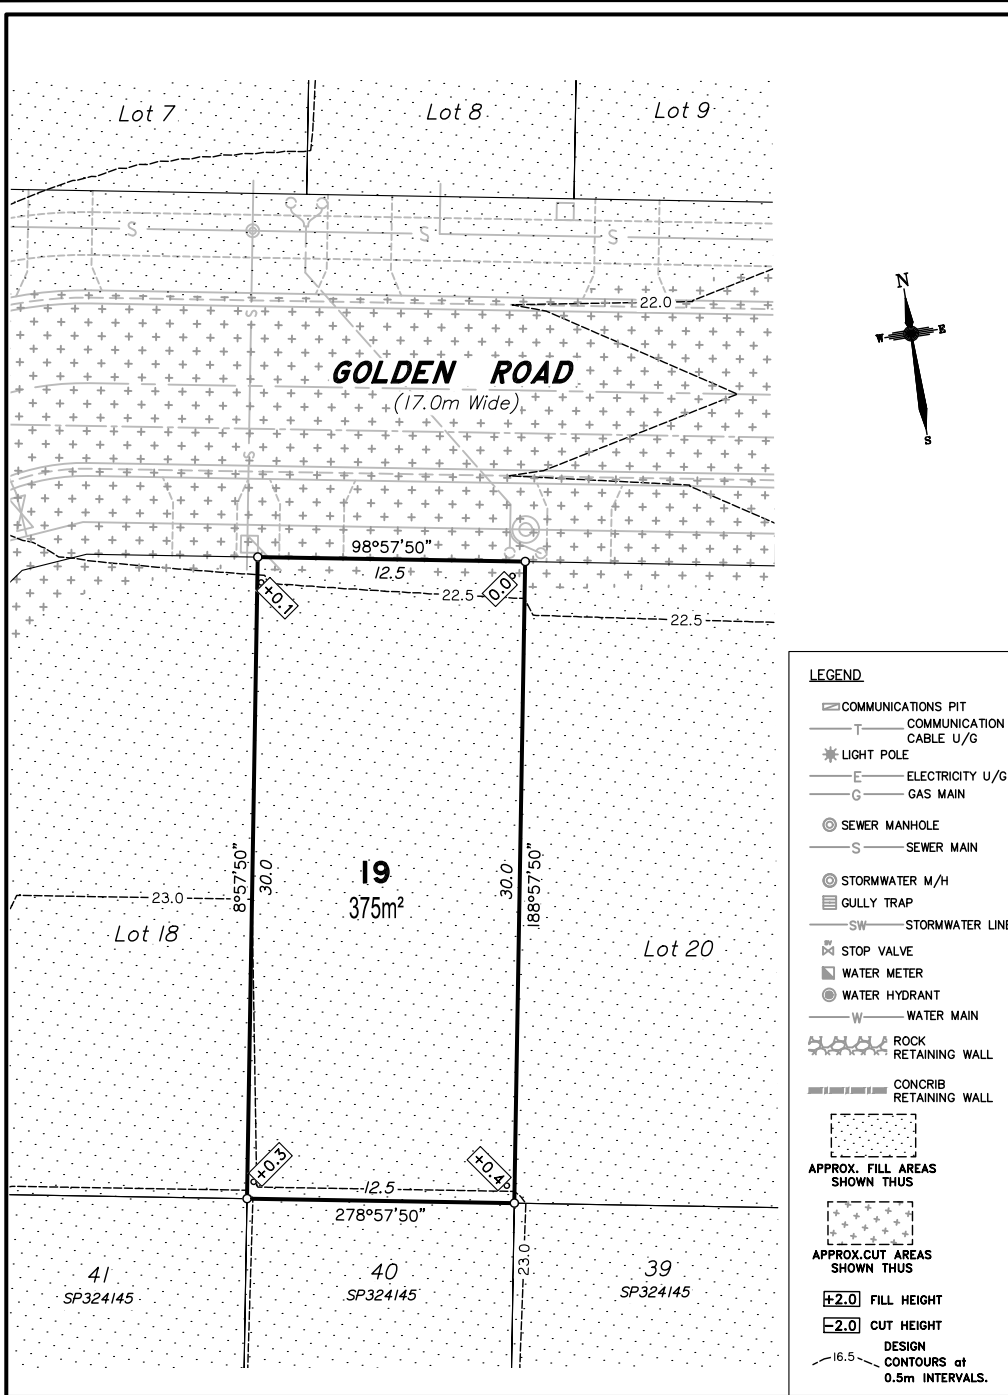 Lot 7
Lot 8
Lot 9
S
S
S
S
22.0
N
W
E
S
GOLDEN ROAD
(17.0m Wide)
S
98°57'50"
12.5
+0.1
0.0
22.5
22.5
8°57'50"
30.0
19
375m²
30.0
188°57'50"
23.0
Lot 18
Lot 20
+0.3
+0.4
12.5
278°57'50"
23.0
41
SP324145
40
SP324145
39
SP324145
LEGEND
COMMUNICATIONS PIT
T
COMMUNICATION
CABLE U/G
LIGHT POLE
E
ELECTRICITY U/G
G
GAS MAIN
SEWER MANHOLE
S
SEWER MAIN
STORMWATER M/H
GULLY TRAP
SW
STORMWATER LINE
STOP VALVE
WATER METER
WATER HYDRANT
W
WATER MAIN
ROCK
RETAINING WALL
CONCRIB
RETAINING WALL
APPROX. FILL AREAS
SHOWN THUS
APPROX.CUT AREAS
SHOWN THUS
+2.0 FILL HEIGHT
-2.0 CUT HEIGHT
16.5
DESIGN
CONTOURS at
0.5m INTERVALS.